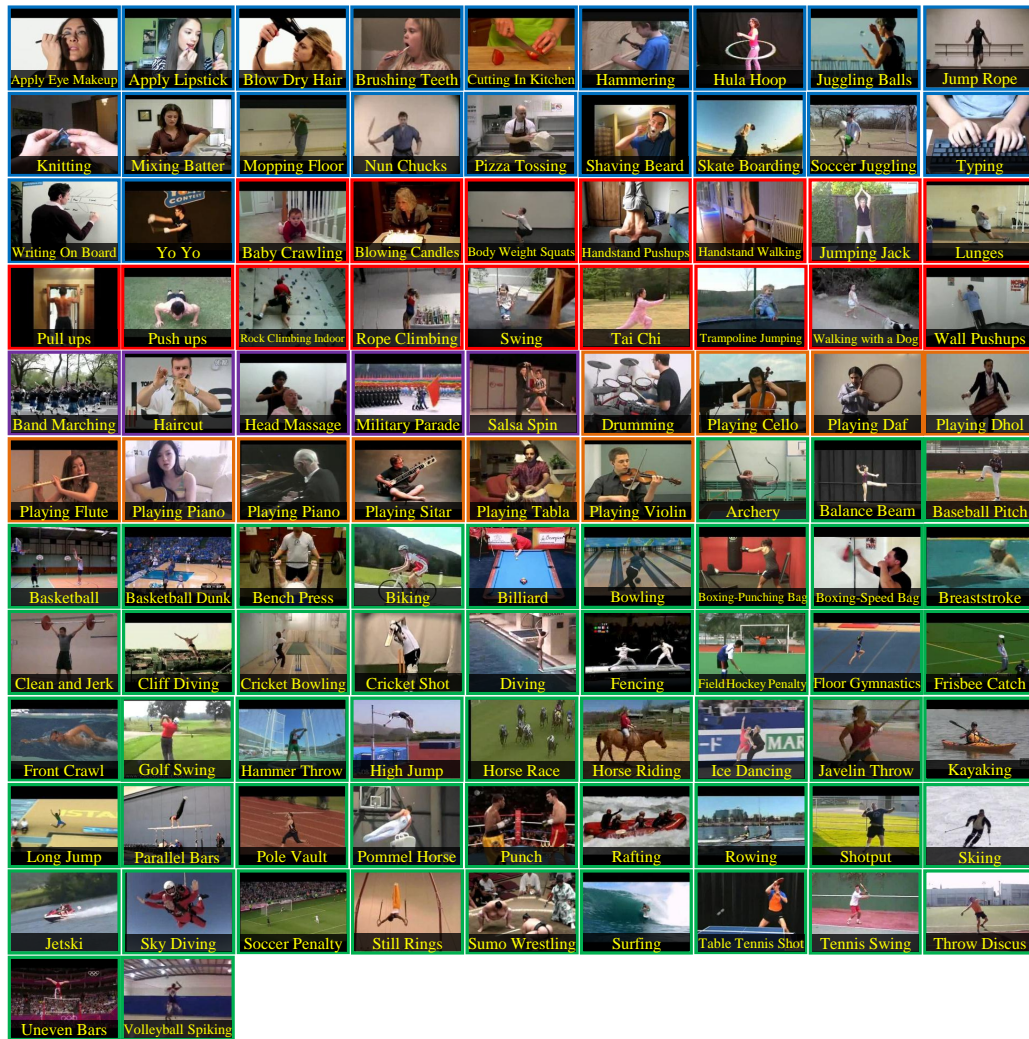 Apply Eye Makeup
Apply Lipstick
Blow Dry Hair
Brushing Teeth
Cutting In Kitchen
Hammering
Hula Hoop
Juggling Balls
Jump Rope
Knitting
Mixing Batter
Mopping Floor
Nun Chucks
Pizza Tossing
Shaving Beard
Skate Boarding
Soccer Juggling
Typing
CONTEST
Writing On Board
Yo Yo
Baby Crawling
Blowing Candles
Body Weight Squats
Handstand Pushups
Handstand Walking
Jumping Jack
Lunges
Pull ups
Push ups
Rock Climbing Indoor
Rope Climbing
Swing
Tai Chi
Trampoline Jumping
Walking with a Dog
Wall Pushups
Band Marching
Haircut
Head Massage
Military Parade
Salsa Spin
Drumming
Playing Cello
Playing Daf
Playing Dhol
Playing Flute
Playing Piano
Playing Piano
Playing Sitar
Playing Tabla
Playing Violin
Archery
Balance Beam
Baseball Pitch
Basketball
Basketball Dunk
Bench Press
Biking
Billiard
Bowling
Boxing-Punching Bag
Boxing-Speed Bag
Breaststroke
Clean and Jerk
Cliff Diving
Cricket Bowling
Cricket Shot
Diving
Fencing
Field Hockey Penalty
Floor Gymnastics
Frisbee Catch
MAR
Front Crawl
Golf Swing
Hammer Throw
High Jump
Horse Race
Horse Riding
Ice Dancing
Javelin Throw
Kayaking
Long Jump
Parallel Bars
Pole Vault
Pommel Horse
Punch
Rafting
Rowing
Shotput
Skiing
Jetski
Sky Diving
Soccer Penalty
Still Rings
Sumo Wrestling
Surfing
Table Tennis Shot
Tennis Swing
Throw Discus
Uneven Bars
Volleyball Spiking